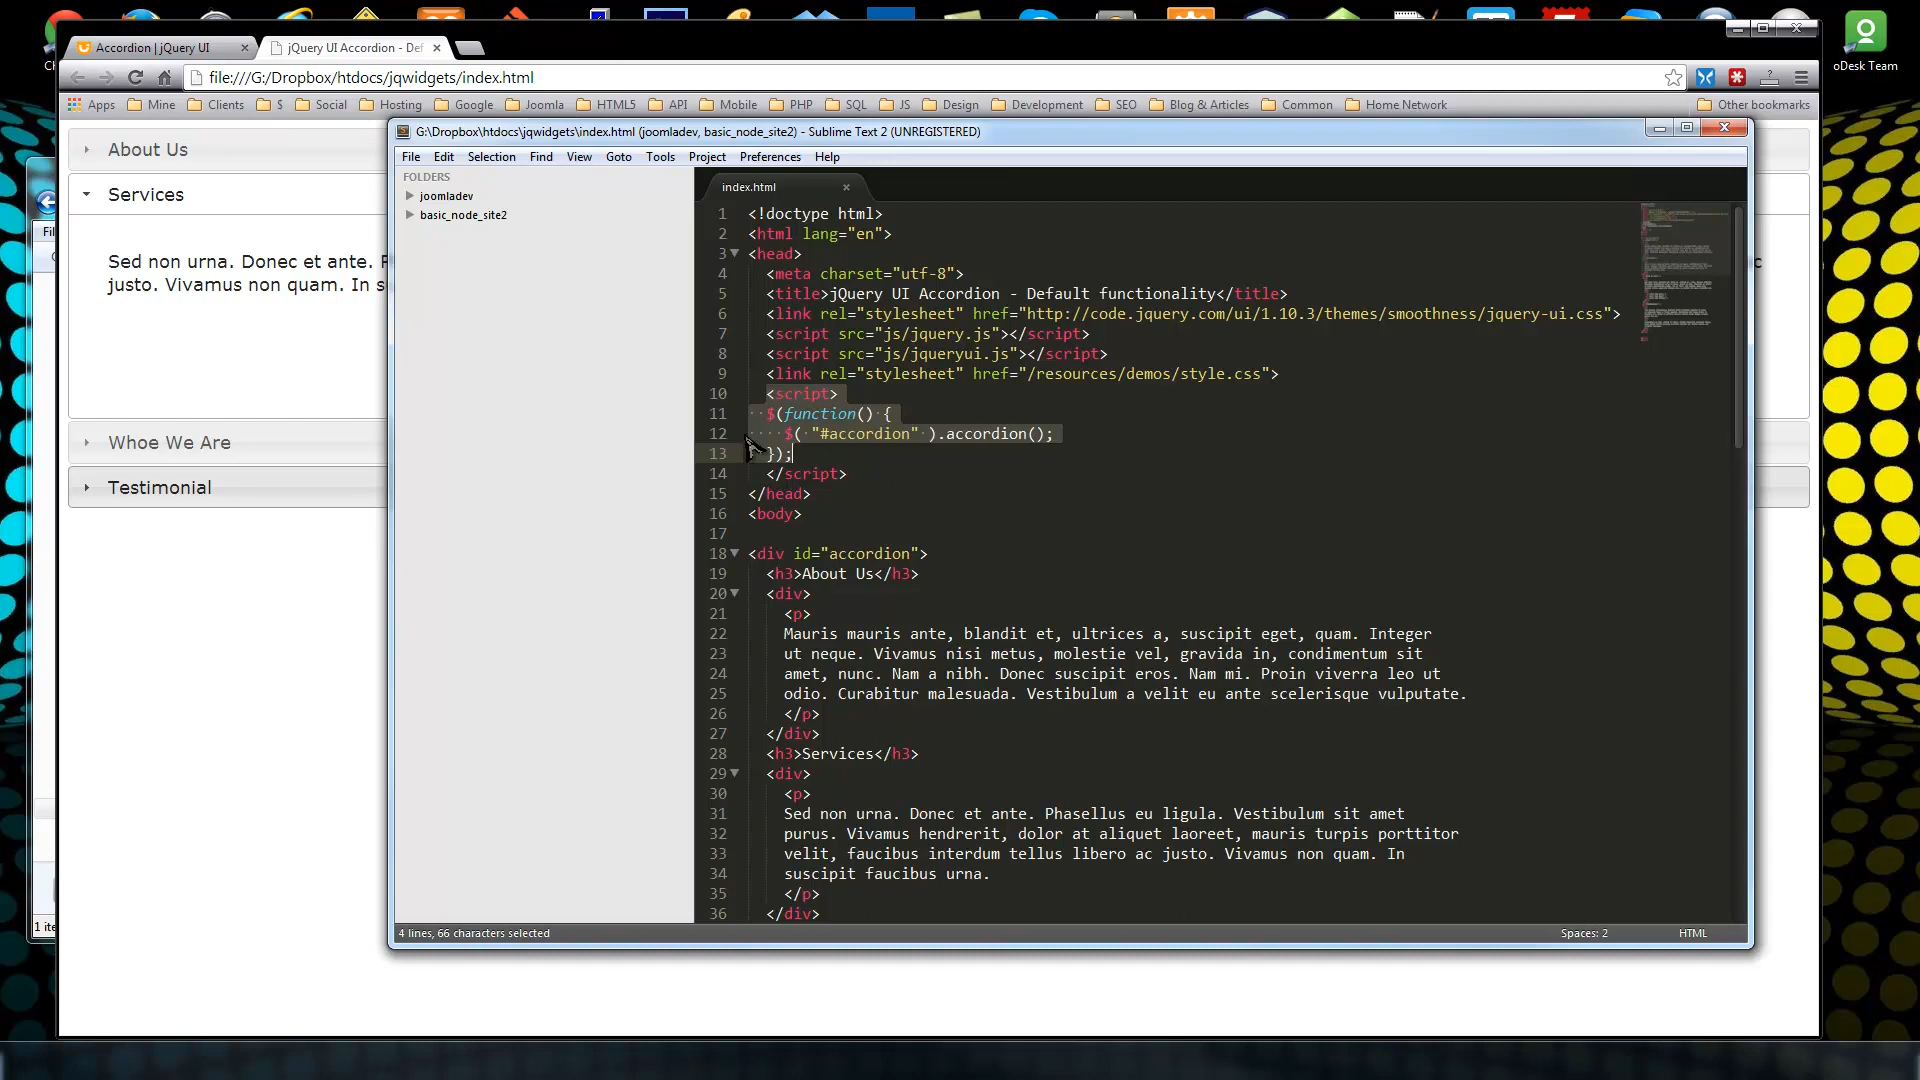 Accordion | jQuery UI
jQuery UI Accordion - Def
oDesk Team
file:///G:/Dropbox/htdocs/jqwidgets/index.html
Apps Mine Clients $ Social Hosting Google Joomla HTML5 API Mobile PHP SQL JS Design Development SEO Blog & Articles Common Home Network Other bookmarks
About Us
Services
Sed non urna. Donec et ante. P
justo. Vivamus non quam. In s
Whoe We Are
Testimonial
G:\Dropbox\htdocs\jqwidgets\index.html (joomladev, basic_node_site2) - Sublime Text 2 (UNREGISTERED)
File Edit Selection Find View Goto Tools Project Preferences Help
FOLDERS
joomladev
basic_node_site2
index.html
1 <!doctype html>
2 <html lang="en">
3 <head>
4 <meta charset="utf-8">
5 <title>jQuery UI Accordion - Default functionality</title>
6 <link rel="stylesheet" href="http://code.jquery.com/ui/1.10.3/themes/smoothness/jquery-ui.css">
7 <script src="js/jquery.js"></script>
8 <script src="js/jqueryui.js"></script>
9 <link rel="stylesheet" href="/resources/demos/style.css">
10 <script>
11 $(function() {
12 $( "#accordion" ).accordion();
13 });
14 </script>
15 </head>
16 <body>
17
18 <div id="accordion">
19 <h3>About Us</h3>
20 <div>
21 <p>
22 Mauris mauris ante, blandit et, ultrices a, suscipit eget, quam. Integer
23 ut neque. Vivamus nisi metus, molestie vel, gravida in, condimentum sit
24 amet, nunc. Nam a nibh. Donec suscipit eros. Nam mi. Proin viverra leo ut
25 odio. Curabitur malesuada. Vestibulum a velit eu ante scelerisque vulputate.
26 </p>
27 </div>
28 <h3>Services</h3>
29 <div>
30 <p>
31 Sed non urna. Donec et ante. Phasellus eu ligula. Vestibulum sit amet
32 purus. Vivamus hendrerit, dolor at aliquet laoreet, mauris turpis porttitor
33 velit, faucibus interdum tellus libero ac justo. Vivamus non quam. In
34 suscipit faucibus urna.
35 </p>
36 </div>
4 lines, 66 characters selected
Spaces: 2
HTML
1 ite